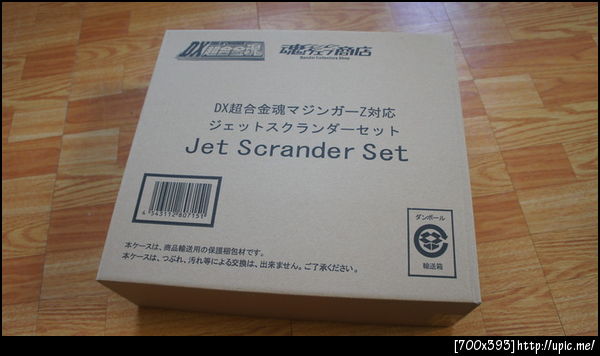 DX超合金魂
魂ウェブ商店
Bandai Collectors Shop
DX超合金魂マジンガーZ対応
ジェットスクランダーセット
Jet Scrander Set
4 543112 807151
ダンボール
輸送箱
本ケースは、商品輸送用の保護梱包材です。
本ケースは、つぶれ、汚れ等による交換は、出来ません。ご了承ください。
[700x393]http://upic.me/